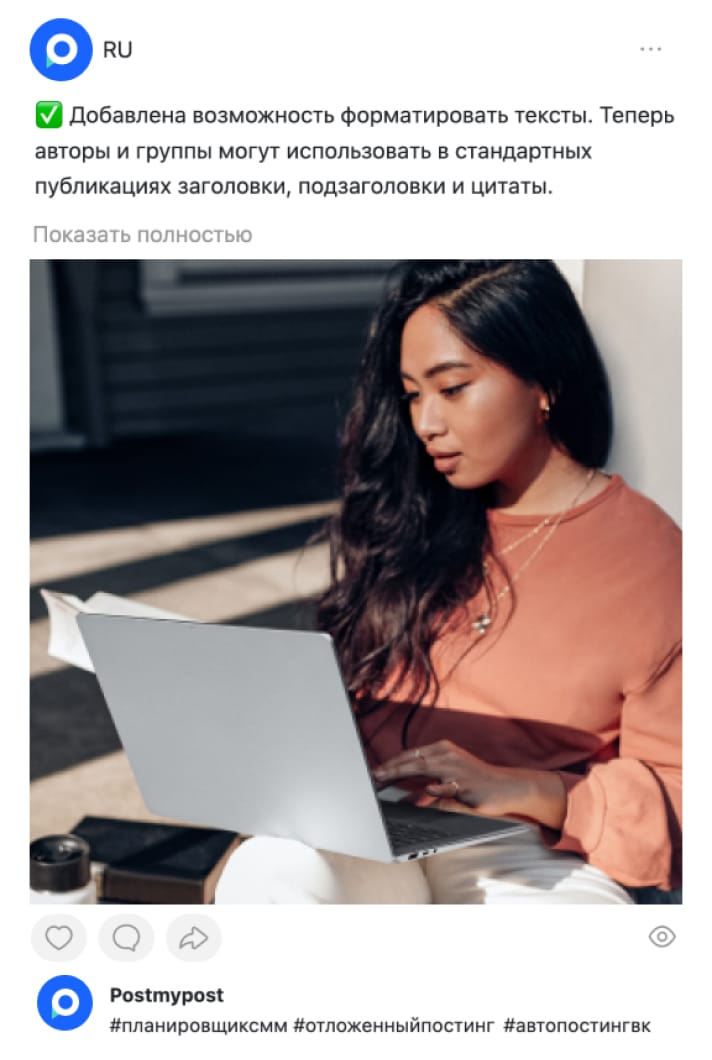 RU
✅ Добавлена возможность форматировать тексты. Теперь
авторы и группы могут использовать в стандартных
публикациях заголовки, подзаголовки и цитаты.
Показать полностью
Postmypost
#планировщиксмм #отложенныйпостинг #автопостингвк